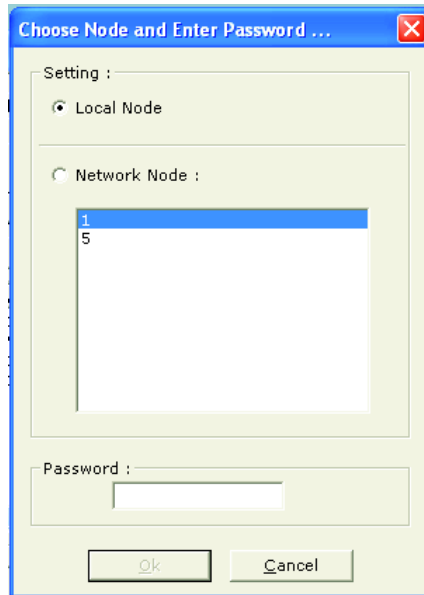 Choose Node and Enter Password ...
Setting :
Local Node
Network Node :
1
5
Password :
Ok
Cancel